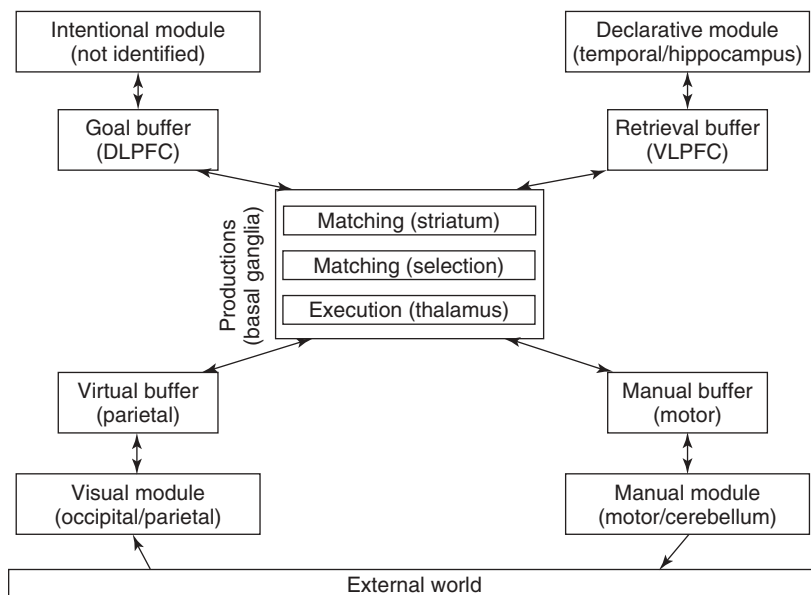 Intentional module
(not identified)
Declarative module
(temporal/hippocampus)
Goal buffer
(DLPFC)
Retrieval buffer
(VLPFC)
Productions
(basal ganglia)
Matching (striatum)
Matching (selection)
Execution (thalamus)
Virtual buffer
(parietal)
Manual buffer
(motor)
Visual module
(occipital/parietal)
Manual module
(motor/cerebellum)
External world